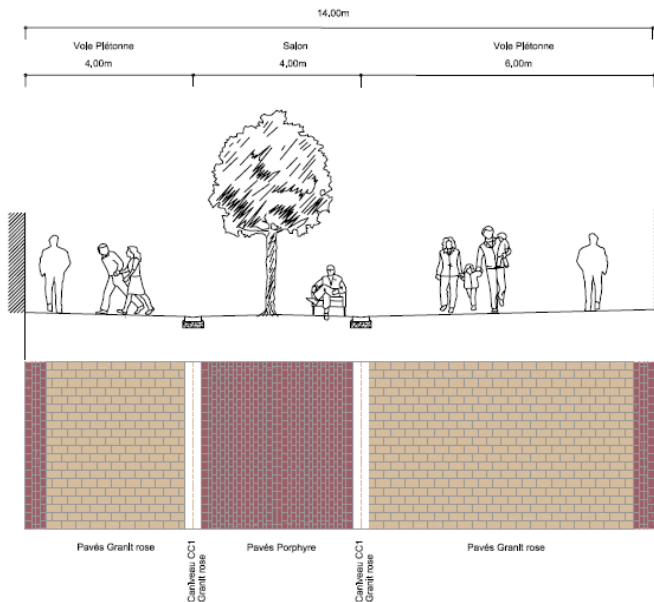 14,00m
Voie Piétonne
Salon
Voie Piétonne
4,00m
4,00m
6,00m
Pavés Granit rose
Caniveau CC1
Granit rose
Pavés Porphyre
Caniveau CC1
Granit rose
Pavés Granit rose